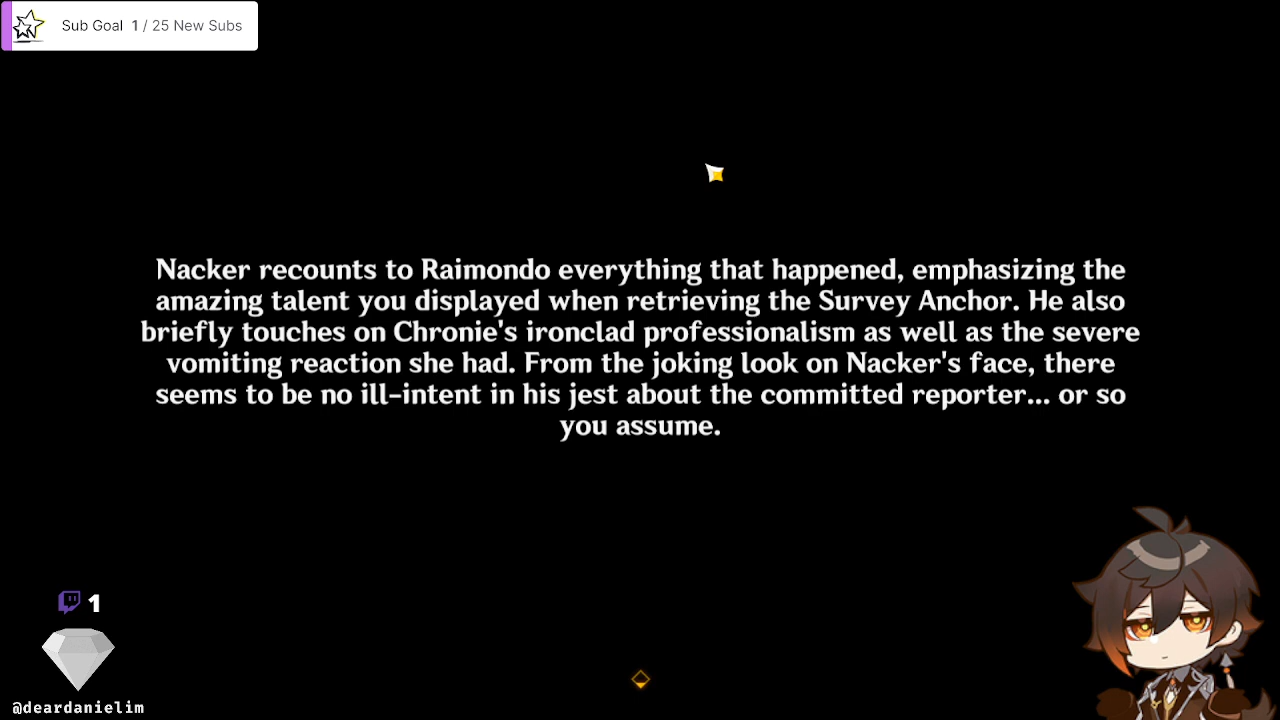 Sub Goal 1 / 25 New Subs
Nacker recounts to Raimondo everything that happened, emphasizing the
amazing talent you displayed when retrieving the Survey Anchor. He also
briefly touches on Chronie's ironclad professionalism as well as the severe
vomiting reaction she had. From the joking look on Nacker's face, there
seems to be no ill-intent in his jest about the committed reporter... or so
you assume.
1
@deardanielim